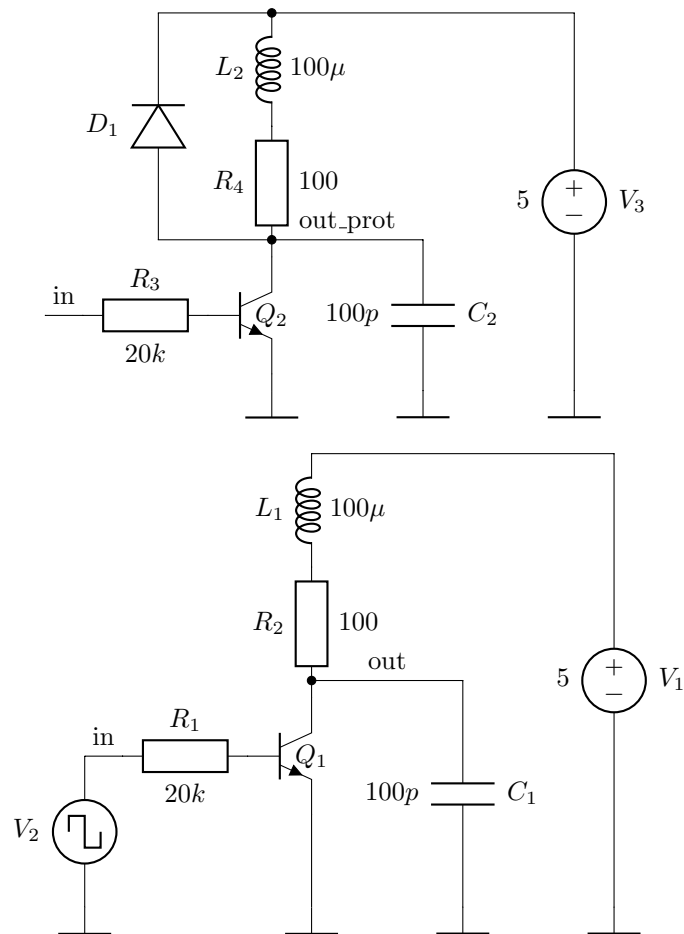 L₂ 100μ
D₁
R₄ 100
5 + − V₃
out_prot
in R₃
Q₂ 100p C₂
20k
L₁ 100μ
R₂ 100
out
5 + − V₁
in R₁
Q₁
20k 100p C₁
V₂